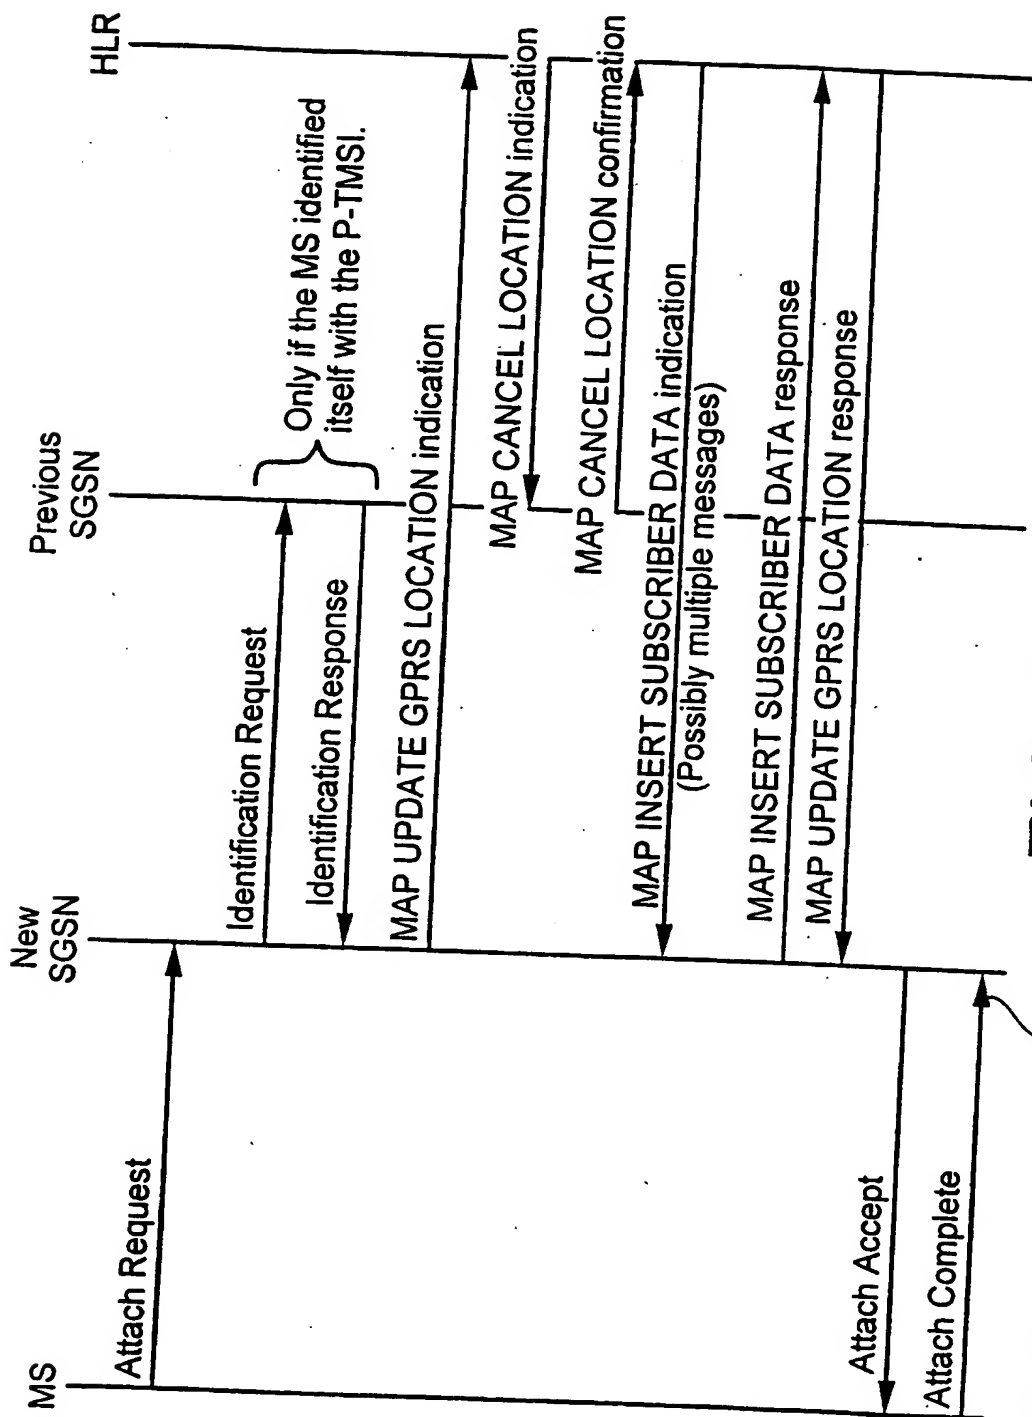 MS
New
SGSN
Previous
SGSN
HLR
Attach Request
Identification Request
Only if the MS identified
itself with the P-TMSI.
Identification Response
MAP UPDATE GPRS LOCATION indication
MAP CANCEL LOCATION indication
MAP CANCEL LOCATION confirmation
MAP INSERT SUBSCRIBER DATA indication
(Possibly multiple messages)
MAP INSERT SUBSCRIBER DATA response
MAP UPDATE GPRS LOCATION response
Attach Accept
Attach Complete